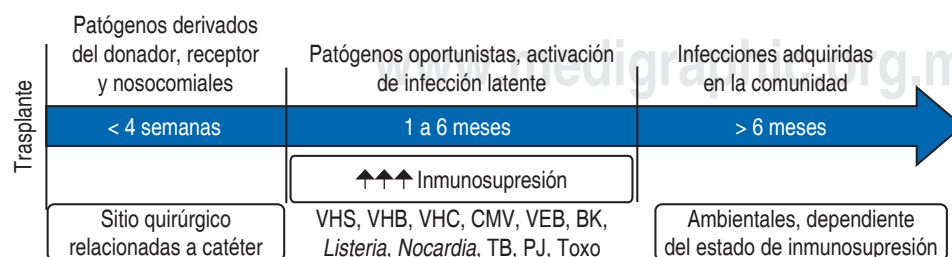 Trasplante
Patógenos derivados
del donador, receptor
y nosocomiales
Patógenos oportunistas, activación
de infección latente
Infecciones adquiridas
en la comunidad
www.medigraphic.org.m
< 4 semanas
1 a 6 meses
> 6 meses
Inmunosupresión
Sitio quirúrgico
relacionadas a catéter
VHS, VHB, VHC, CMV, VEB, BK,
Listeria, Nocardia, TB, PJ, Toxo
Ambientales, dependiente
del estado de inmunosupresión